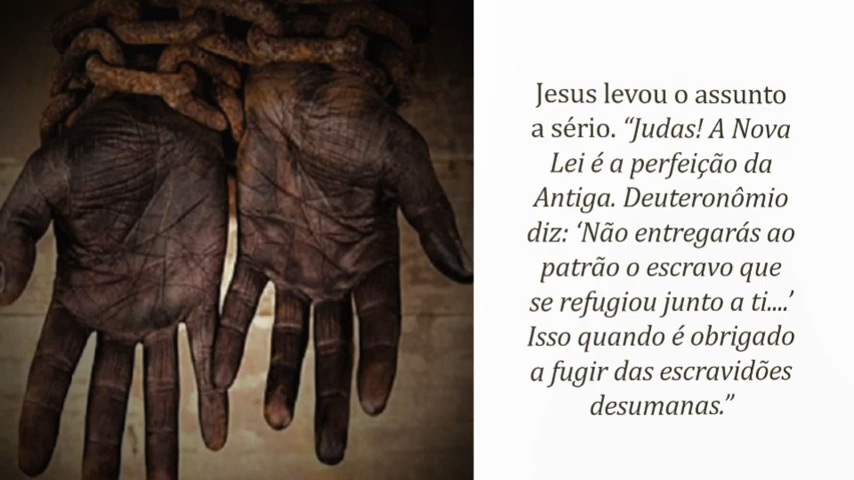 Jesus levou o assunto
a sério. “Judas! A Nova
Lei é a perfeição da
Antiga. Deuteronômio
diz: ‘Não entregarás ao
patrão o escravo que
se refugiou junto a ti....’
Isso quando é obrigado
a fugir das escravidões
desumanas.”